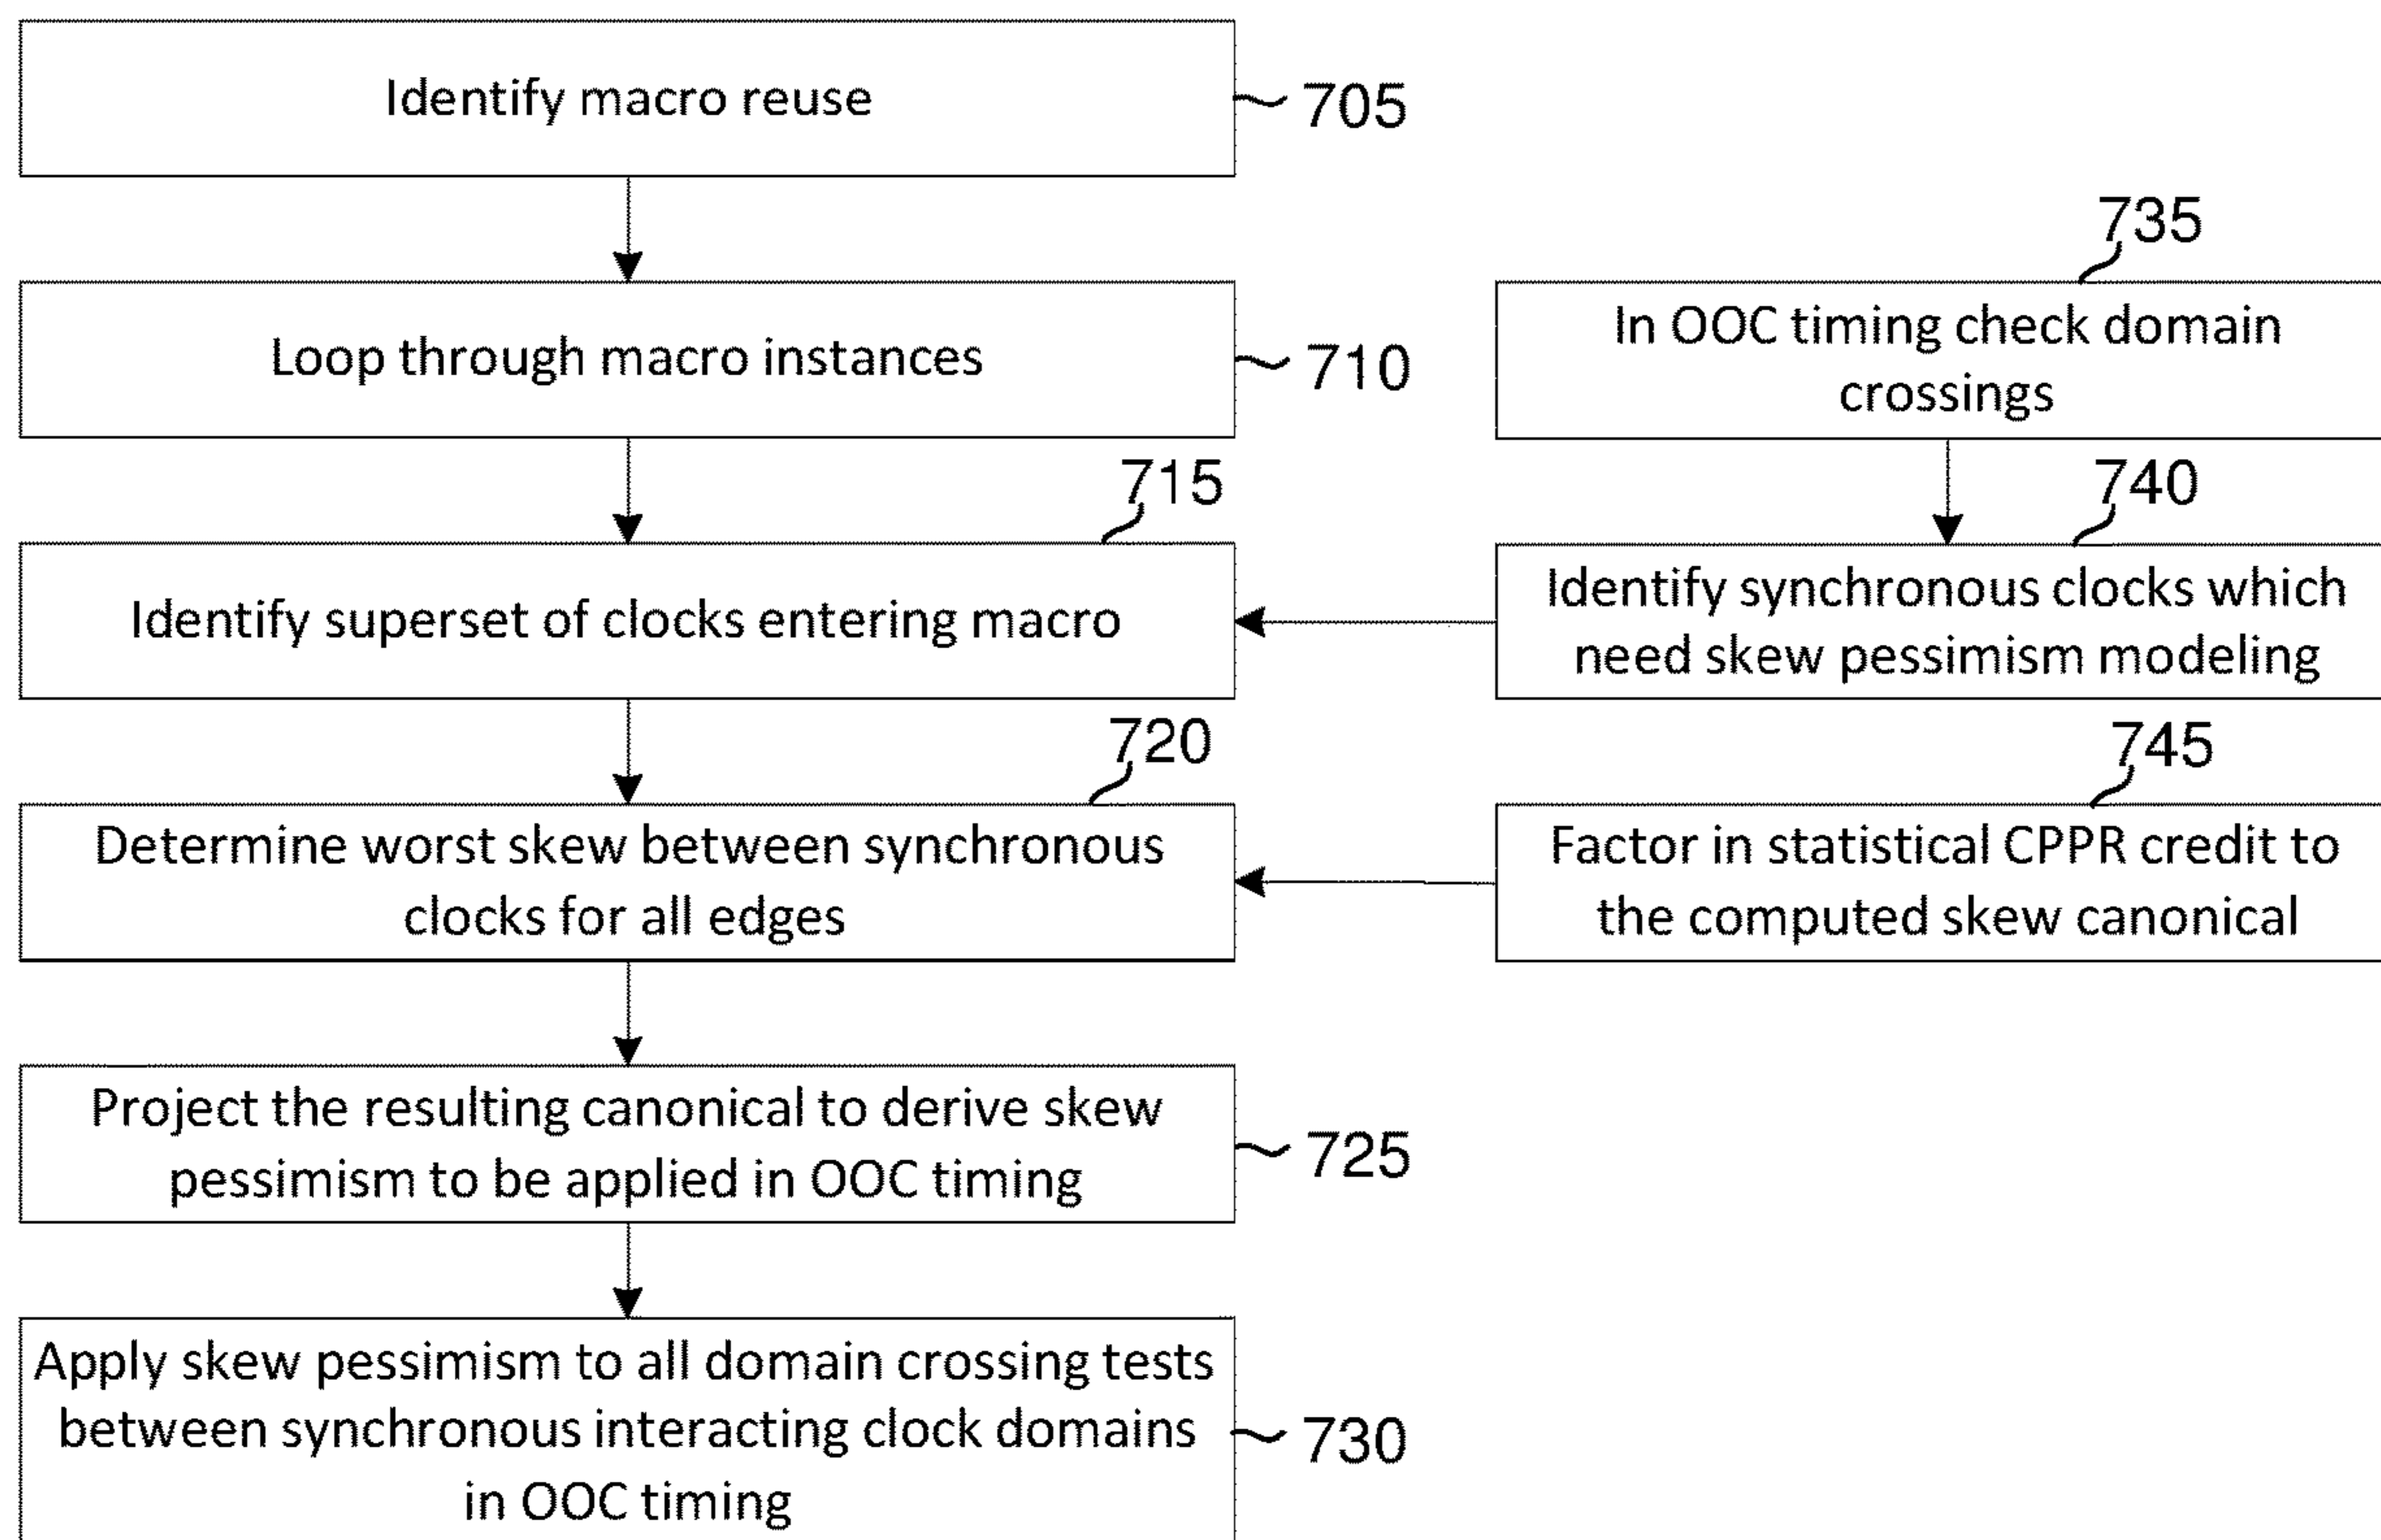 Identify macro reuse
705
Loop through macro instances
710
735
In OOC timing check domain
crossings
715
Identify superset of clocks entering macro
740
Identify synchronous clocks which
need skew pessimism modeling
720
Determine worst skew between synchronous
clocks for all edges
745
Factor in statistical CPPR credit to
the computed skew canonical
Project the resulting canonical to derive skew
pessimism to be applied in OOC timing
725
Apply skew pessimism to all domain crossing tests
between synchronous interacting clock domains
in OOC timing
730